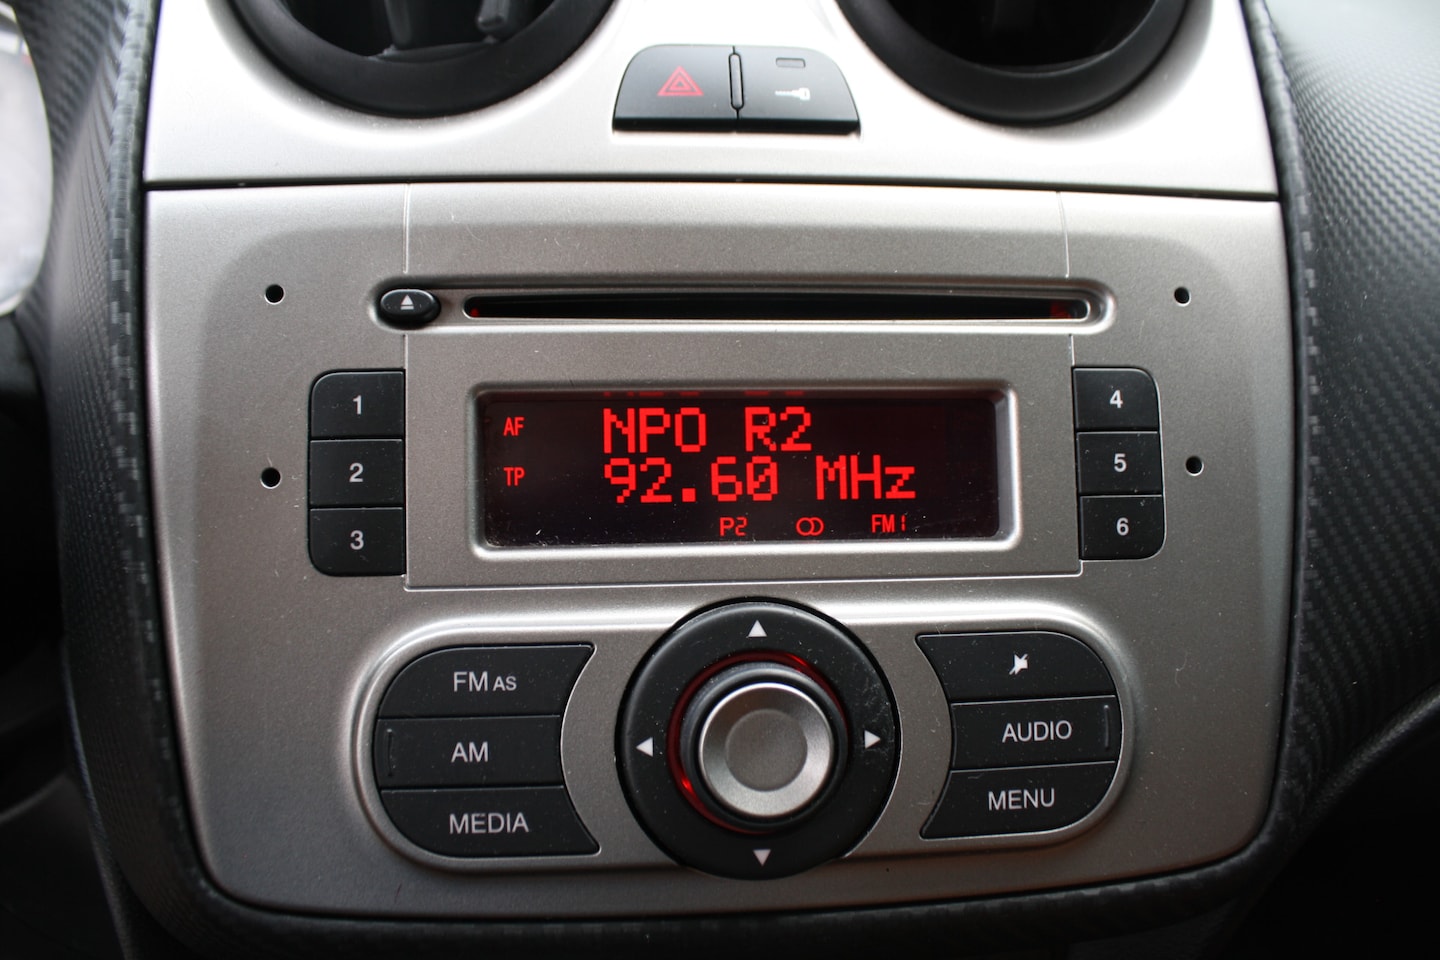 1
2
3
AF
NPO R2
TP
92.60 MHz
P2
FM1
4
5
6
FM AS
AM
MEDIA
AUDIO
MENU